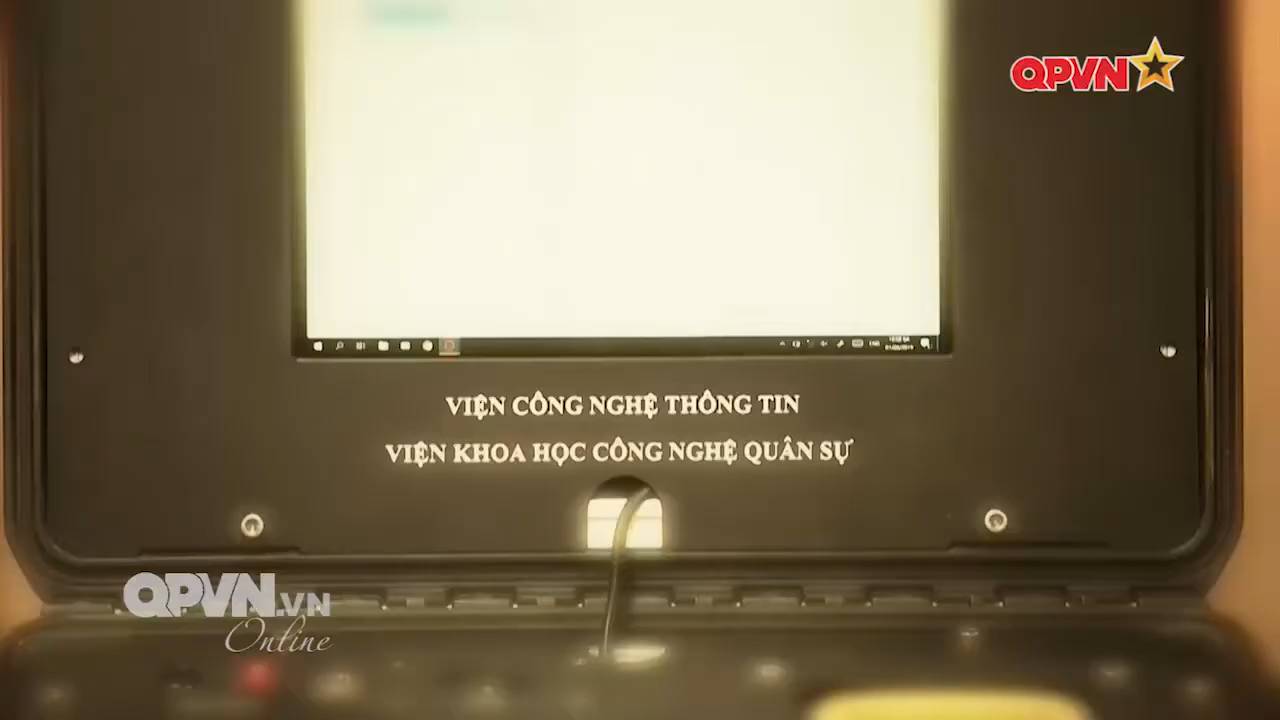 QPVN
VIỆN CÔNG NGHỆ THÔNG TIN
VIỆN KHOA HỌC CÔNG NGHỆ QUÂN SỰ
QPVN.VN
Online